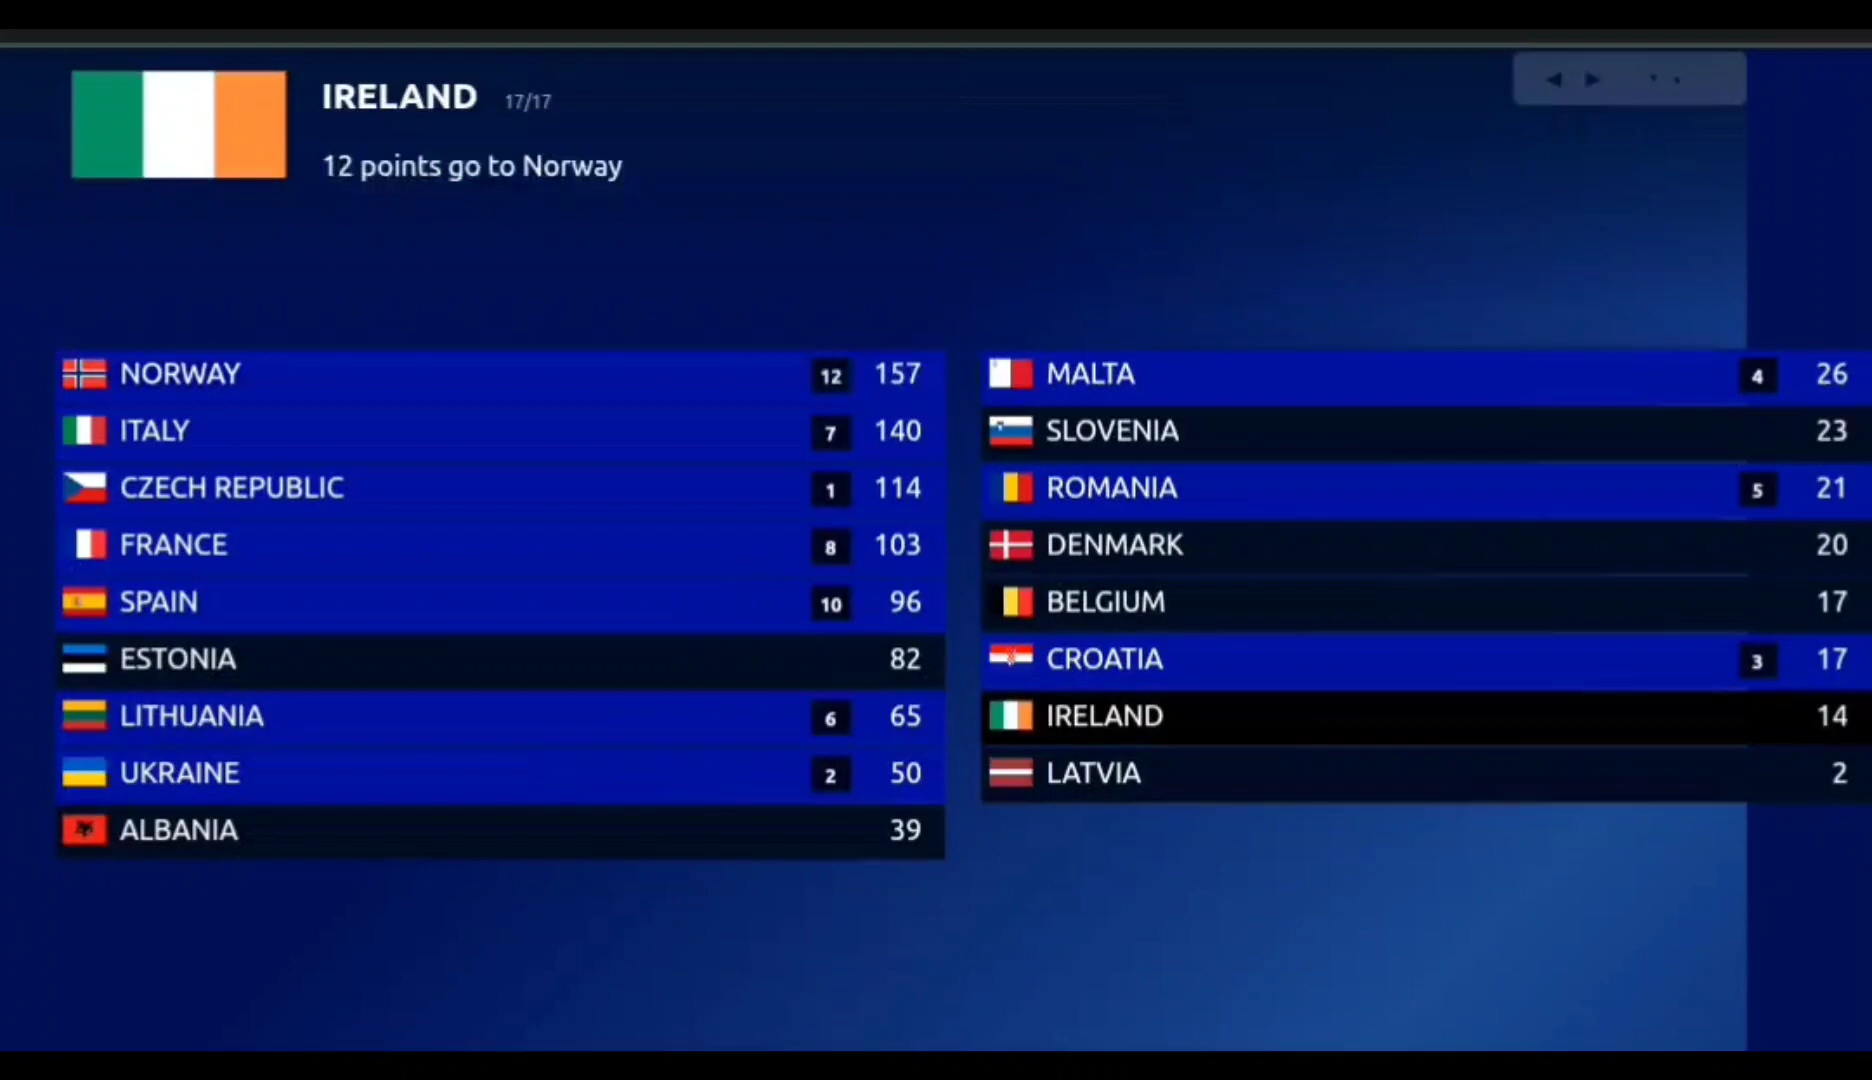 IRELAND 17/17
12 points go to Norway
NORWAY 12 157
ITALY 7 140
CZECH REPUBLIC 1 114
FRANCE 8 103
SPAIN 10 96
ESTONIA 82
LITHUANIA 6 65
UKRAINE 2 50
ALBANIA 39
MALTA 4 26
SLOVENIA 23
ROMANIA 5 21
DENMARK 20
BELGIUM 17
CROATIA 3 17
IRELAND 14
LATVIA 2